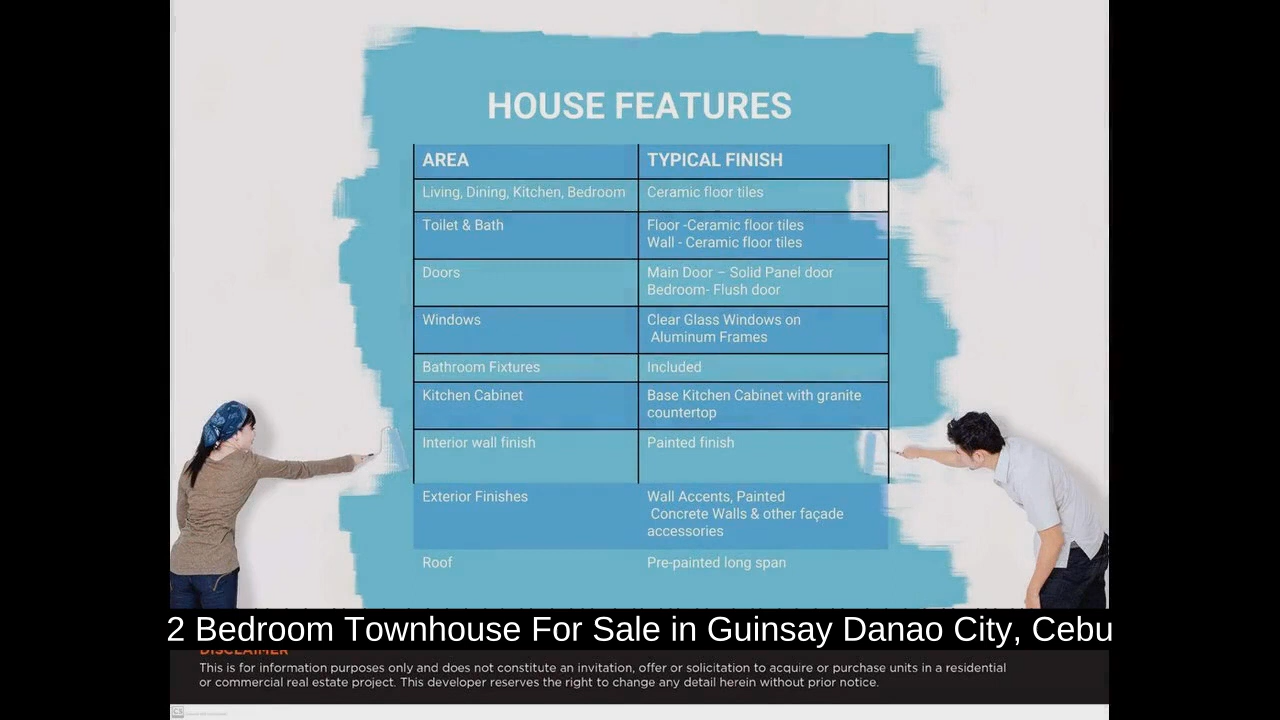 HOUSE FEATURES
AREA
TYPICAL FINISH
Living, Dining, Kitchen, Bedroom
Ceramic floor tiles
Toilet & Bath
Floor -Ceramic floor tiles
Wall - Ceramic floor tiles
Doors
Main Door – Solid Panel door
Bedroom- Flush door
Windows
Clear Glass Windows on
Aluminum Frames
Bathroom Fixtures
Included
Kitchen Cabinet
Base Kitchen Cabinet with granite
countertop
Interior wall finish
Painted finish
Exterior Finishes
Wall Accents, Painted
Concrete Walls & other façade
accessories
Roof
Pre-painted long span
2 Bedroom Townhouse For Sale in Guinsay Danao City, Cebu
DISCLAIMER
This is for information purposes only and does not constitute an invitation, offer or solicitation to acquire or purchase units in a residential
or commercial real estate project. This developer reserves the right to change any detail herein without prior notice.
CS